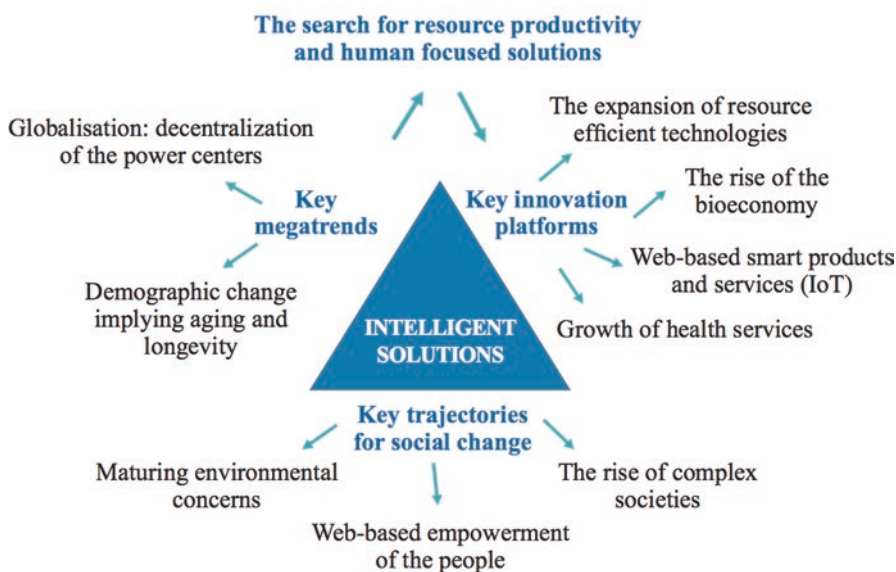 The search for resource productivity
and human focused solutions
Globalisation: decentralization
of the power centers
Key
megatrends
Demographic change
implying aging and
longevity
The expansion of resource
efficient technologies
Key innovation
platforms
The rise of the
bioeconomy
Web-based smart products
and services (IoT)
Growth of health services
INTELLIGENT
SOLUTIONS
Key trajectories
for social change
Maturing environmental
concerns
Web-based empowerment
of the people
The rise of complex
societies